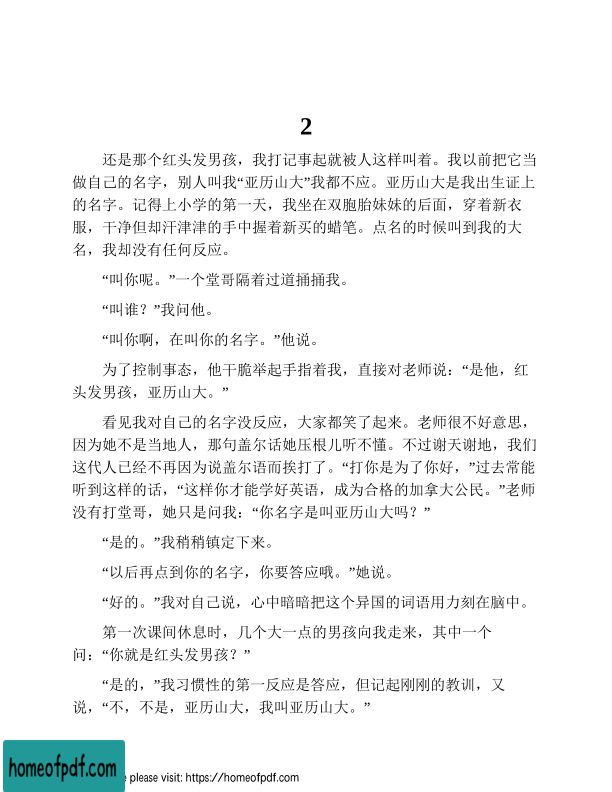 2
还是那个红头发男孩，我打记事起就被人这样叫着。我以前把它当
做自己的名字，别人叫我“亚历山大”我都不应。亚历山大是我出生证上
的名字。记得上小学的第一天，我坐在双胞胎妹妹的后面，穿着新衣
服，干净但却汗津津的手中握着新买的蜡笔。点名的时候叫到我的大
名，我却没有任何反应。
“叫你呢。”一个堂哥隔着过道捅捅我。
“叫谁？”我问他。
“叫你啊，在叫你的名字。”他说。
为了控制事态，他干脆举起手指着我，直接对老师说：“是他，红
头发男孩，亚历山大。”
看见我对自己的名字没反应，大家都笑了起来。老师很不好意思，
因为她不是当地人，那句盖尔话她压根儿听不懂。不过谢天谢地，我们
这代人已经不再因为说盖尔语而挨打了。“打你是为了你好，”过去常能
听到这样的话，“这样你才能学好英语，成为合格的加拿大公民。”老师
没有打堂哥，她只是问我：“你名字是叫亚历山大吗？”
“是的。”我稍稍镇定下来。
“以后再点到你的名字，你要答应哦。”她说。
“好的。”我对自己说，心中暗暗把这个异国的词语用力刻在脑中。
第一次课间休息时，几个大一点的男孩向我走来，其中一个
问：“你就是红头发男孩？”
“是的，”我习惯性的第一反应是答应，但记起刚刚的教训，又
说，“不，不是，亚历山大，我叫亚历山大。”
homeofpdf.com
e please visit: https://homeofpdf.com